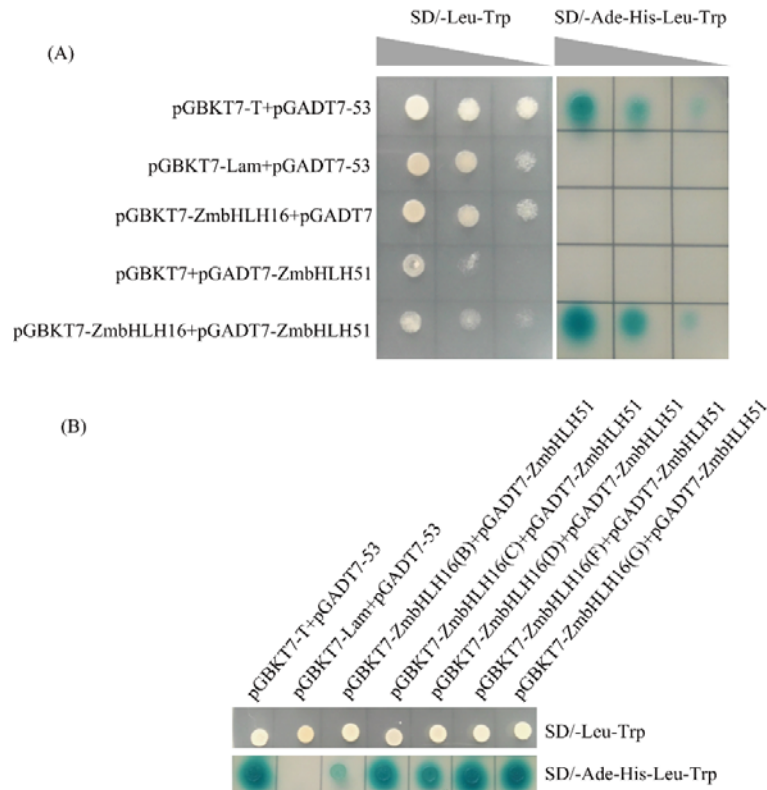 SD/-Leu-Trp
SD/-Ade-His-Leu-Trp
(A)
pGBKT7-T+pGADT7-53
pGBKT7-Lam+pGADT7-53
pGBKT7-ZmbHLH16+pGADT7
pGBKT7+pGADT7-ZmbHLH51
pGBKT7-ZmbHLH16+pGADT7-ZmbHLH51
(B)
pGBKT7-T+pGADT7-53
pGBKT7-Lam+pGADT7-53
pGBKT7-ZmbHLH16(B)+pGADT7-ZmbHLH51
pGBKT7-ZmbHLH16(C)+pGADT7-ZmbHLH51
pGBKT7-ZmbHLH16(D)+pGADT7-ZmbHLH51
pGBKT7-ZmbHLH16(F)+pGADT7-ZmbHLH51
pGBKT7-ZmbHLH16(G)+pGADT7-ZmbHLH51
SD/-Leu-Trp
SD/-Ade-His-Leu-Trp